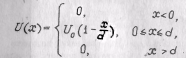 0, x<0,
U(x)= { U₀(1-x/d), 0≤x≤d,
0, x>d